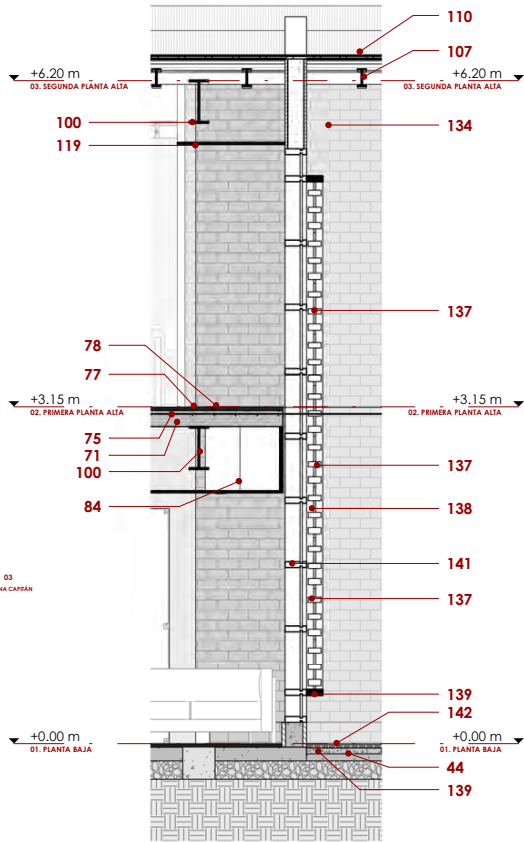 110
107
+6.20 m
+6.20 m
03. SEGUNDA PLANTA ALTA
03. SEGUNDA PLANTA ALTA
100
134
119
137
78
77
+3.15 m
+3.15 m
02. PRIMERA PLANTA ALTA
02. PRIMERA PLANTA ALTA
75
71
100
137
84
138
141
03
NA CAPITÁN
137
139
142
+0.00 m
+0.00 m
01. PLANTA BAJA
01. PLANTA BAJA
44
139